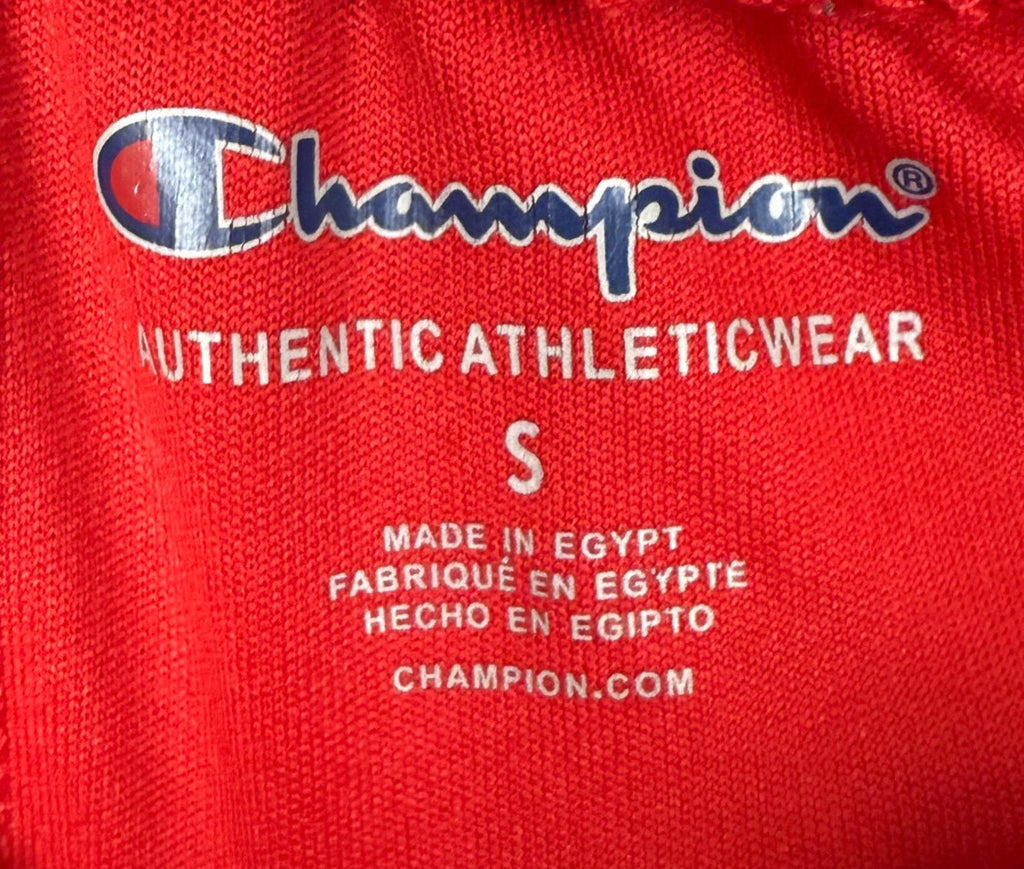 Champion®
AUTHENTIC ATHLETICWEAR
S
MADE IN EGYPT
FABRIQUÉ EN EGYPTE
HECHO EN EGIPTO
CHAMPION.COM